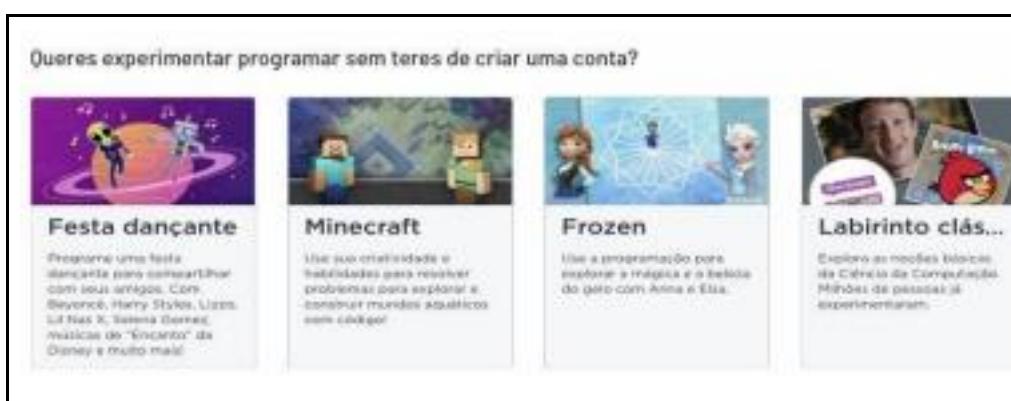 Queres experimentar programar sem teres de criar uma conta?
Festa dançante
Programe uma festa
dançante para compartilhar
com seus amigos. Com
Beyoncé, Harry Styles, Lizzo,
Lil Nas X, Selena Gomez,
músicas de "Encanto" da
Disney e muito mais!
Minecraft
Use sua criatividade e
habilidades para resolver
problemas para explorar e
construir mundos aquáticos
com código!
Frozen
Use a programação para
explorar a mágica e a beleza
do gelo com Anna e Elsa.
Labirinto clás...
Explora as noções básicas
da Ciência da Computação
Milhões de pessoas já
experimentaram.